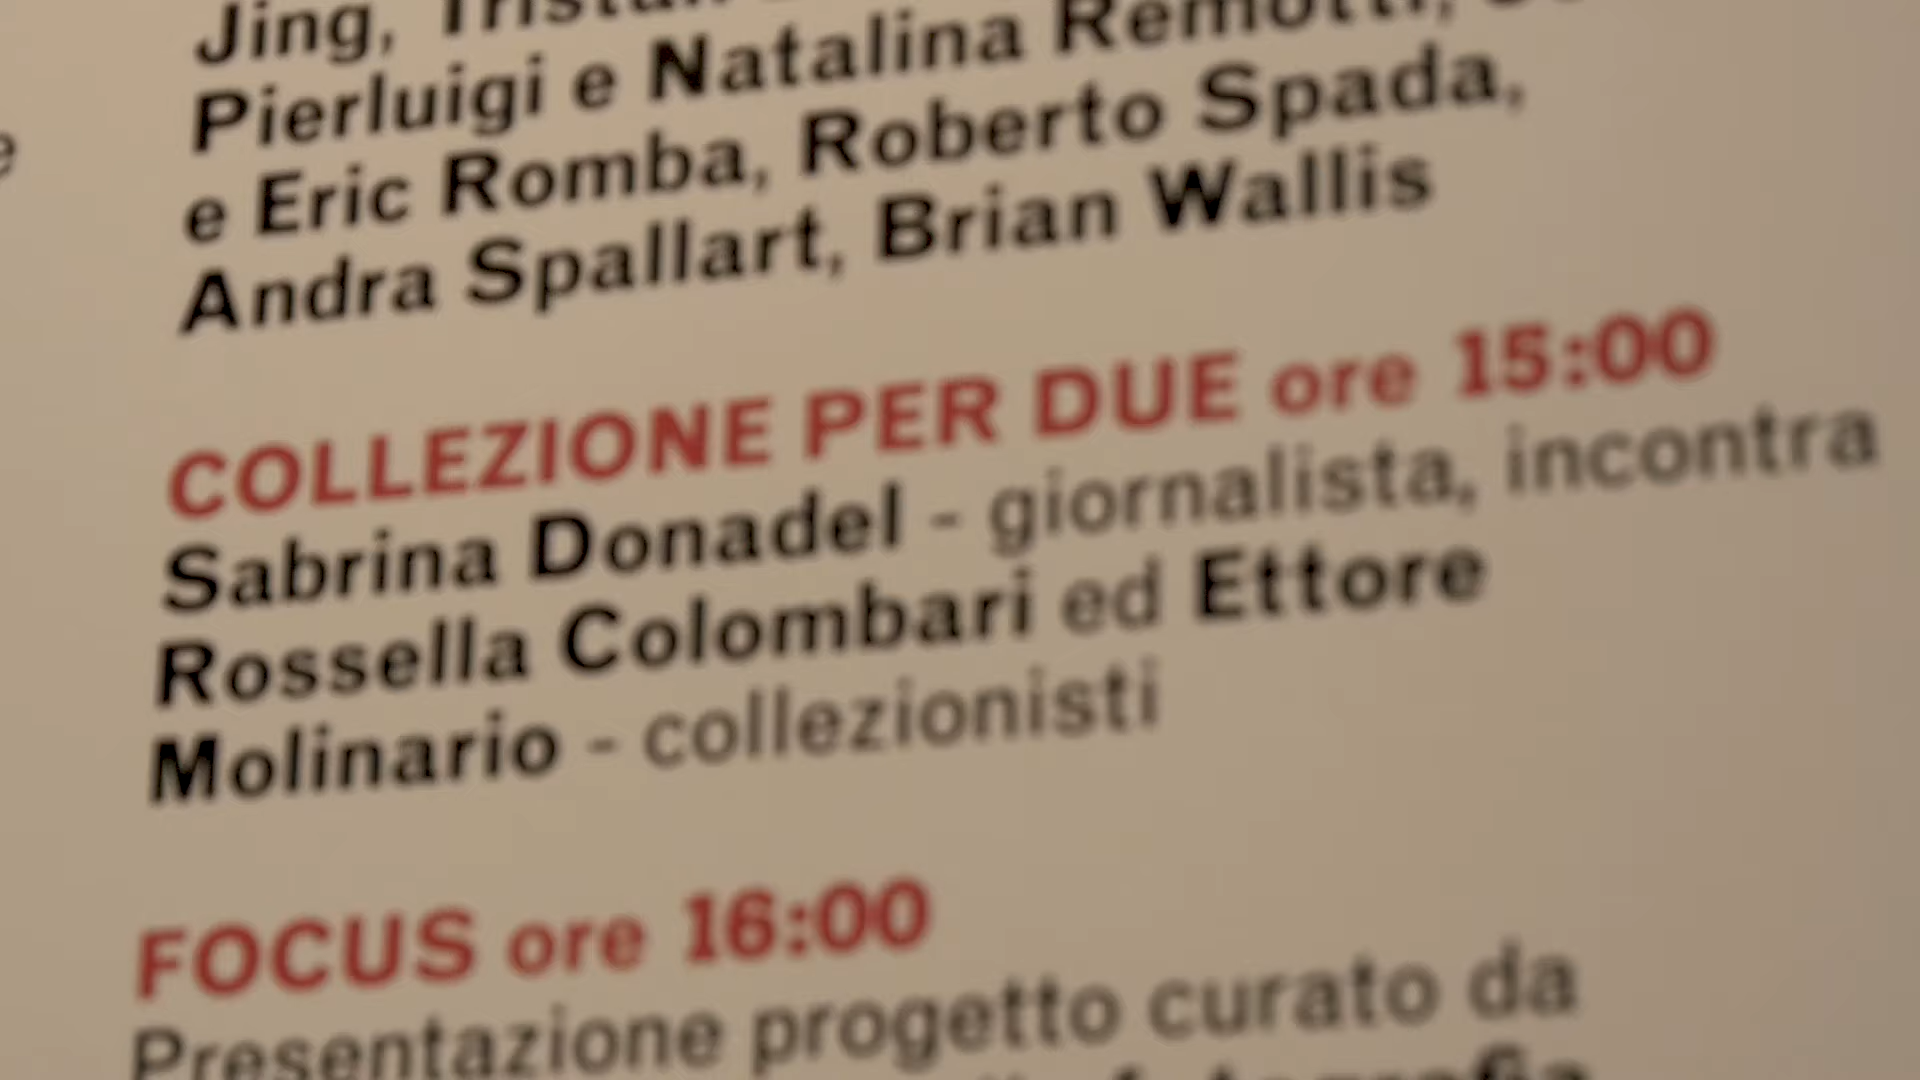 Jing,
Pierluigi e Natalina Remotti,
e Eric Romba, Roberto Spada,
Andra Spallart, Brian Wallis
COLLEZIONE PER DUE ore 15:00
Sabrina Donadel - giornalista, incontra
Rossella Colombari ed Ettore
Molinario - collezionisti
FOCUS ore 16:00
Presentazione progetto curato da